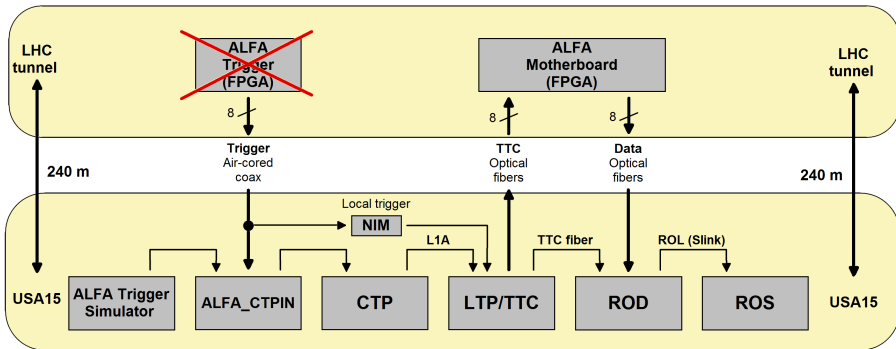 LHC
tunnel
ALFA
Trigger
(FPGA)
ALFA
Motherboard
(FPGA)
LHC
tunnel
8
8
8
240 m
Trigger
Air-cored
coax
TTC
Optical
fibers
Data
Optical
fibers
240 m
Local trigger
NIM
L1A
TTC fiber
ROL (Slink)
USA15
ALFA Trigger
Simulator
ALFA_CTPIN
CTP
LTP/TTC
ROD
ROS
USA15